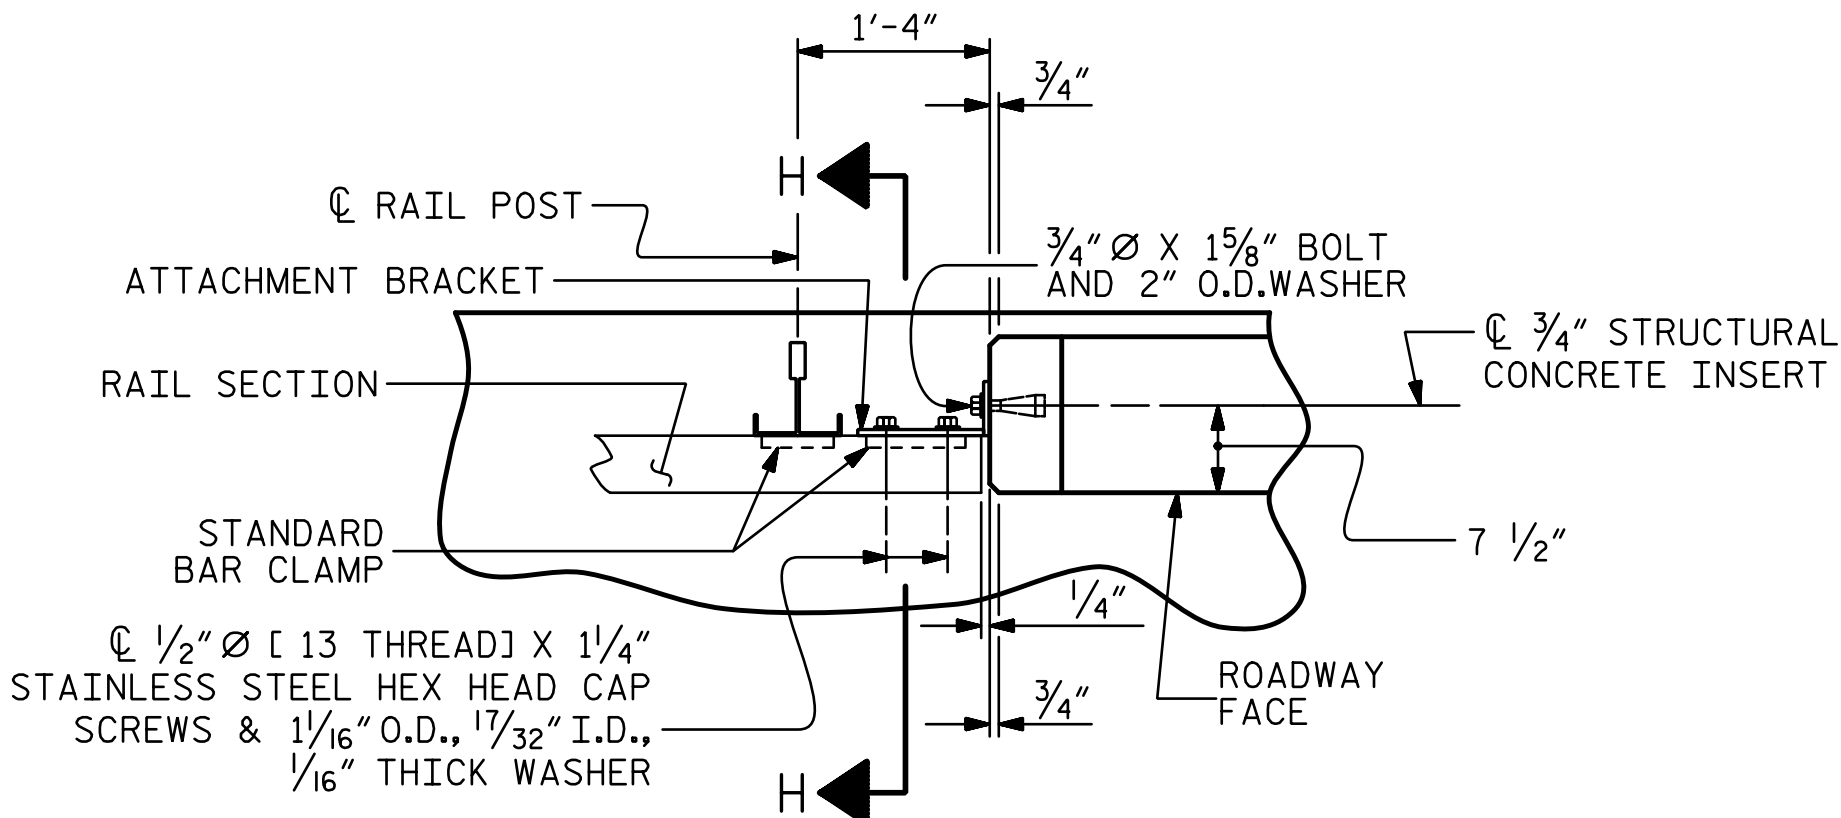 1'-4"
3/4"
H
℄ RAIL POST
3/4" Ø X 1 5/8" BOLT
AND 2" O.D.WASHER
ATTACHMENT BRACKET
℄ 3/4" STRUCTURAL
CONCRETE INSERT
RAIL SECTION
STANDARD
BAR CLAMP
7 1/2"
1/4"
℄ 1/2" Ø [ 13 THREAD] X 1 1/4"
STAINLESS STEEL HEX HEAD CAP
SCREWS & 1 1/16" O.D., 17/32" I.D.,
1/16" THICK WASHER
3/4"
ROADWAY
FACE
H